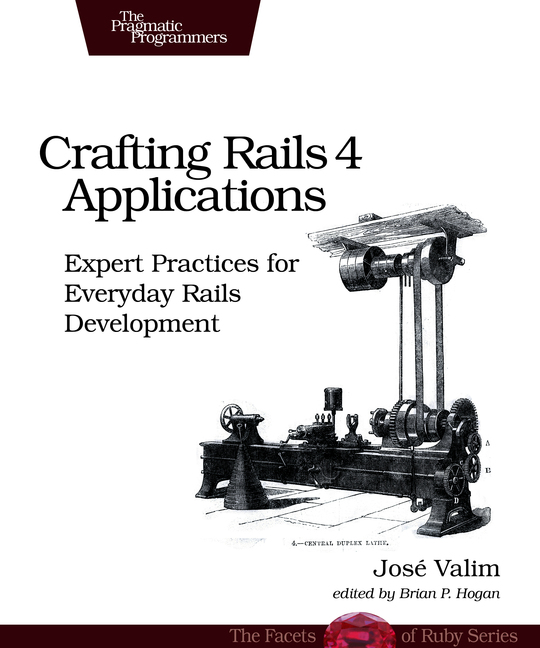 The
Pragmatic
Programmers
Crafting Rails 4
Applications
Expert Practices for
Everyday Rails
Development
A
B
D
4.—CENTRAL DUPLEX LATHE.
José Valim
edited by Brian P. Hogan
The Facets of Ruby Series